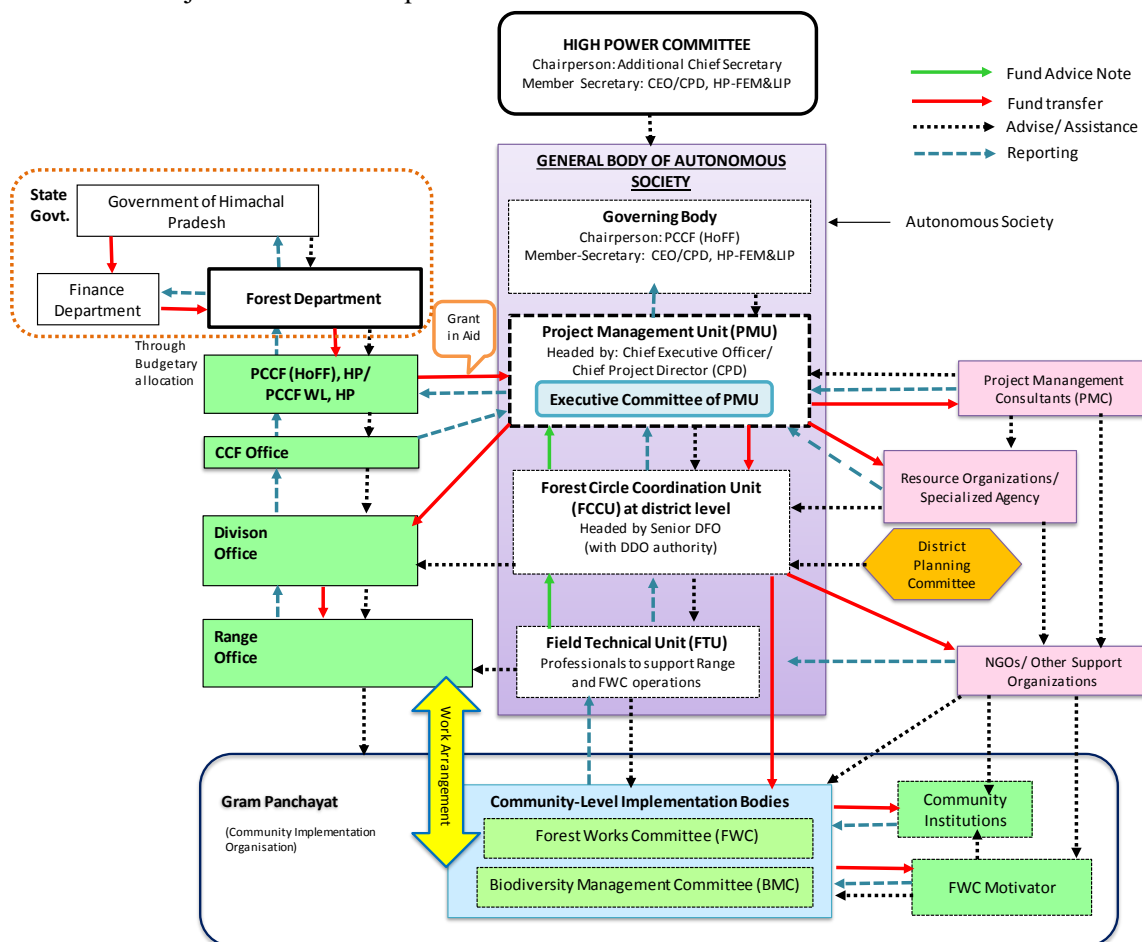 HIGH POWER COMMITTEE
Chairperson: Additional Chief Secretary
Member Secretary: CEO/CPD, HP-FEM&LIP
Fund Advice Note
Fund transfer
Advise/ Assistance
Reporting
GENERAL BODY OF AUTONOMOUS
SOCIETY
State
Govt.
Government of Himachal
Pradesh
Governing Body
Chairperson: PCCF (HoFF)
Member-Secretary: CEO/CPD, HP-FEM&LIP
Autonomous Society
Finance
Department
Forest Department
Grant
in Aid
Through
Budgetary
allocation
Project Management Unit (PMU)
Headed by: Chief Executive Officer/
Chief Project Director (CPD)
Executive Committee of PMU
PCCF (HoFF), HP/
PCCF WL, HP
Project Manangement
Consultants (PMC)
CCF Office
Resource Organizations/
Specialized Agency
Forest Circle Coordination Unit
(FCCU) at district level
Headed by Senior DFO
(with DDO authority)
Divison
Office
District
Planning
Committee
Range
Office
Field Technical Unit (FTU)
Professionals to support Range
and FWC operations
NGOs/ Other Support
Organizations
Work Arrangement
Gram Panchayat
(Community Implementation
Organisation)
Community-Level Implementation Bodies
Forest Works Committee (FWC)
Biodiversity Management Committee (BMC)
Community
Institutions
FWC Motivator